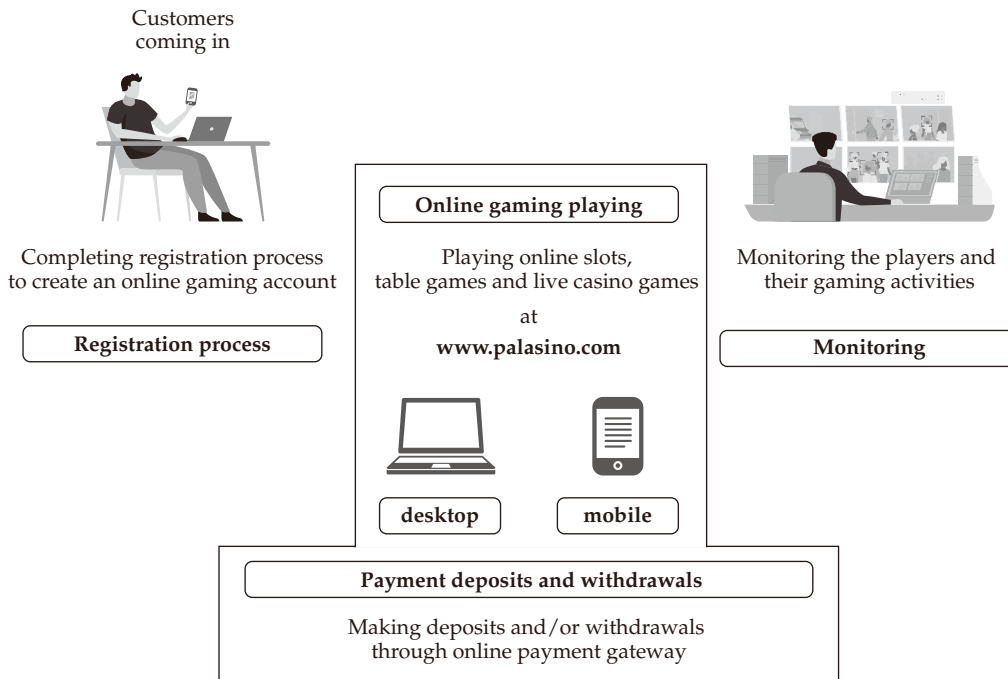 Customers
coming in
Completing registration process
to create an online gaming account
Registration process
Online gaming playing
Playing online slots,
table games and live casino games
at
www.palasino.com
desktop
mobile
Monitoring the players and
their gaming activities
Monitoring
Payment deposits and withdrawals
Making deposits and/or withdrawals
through online payment gateway